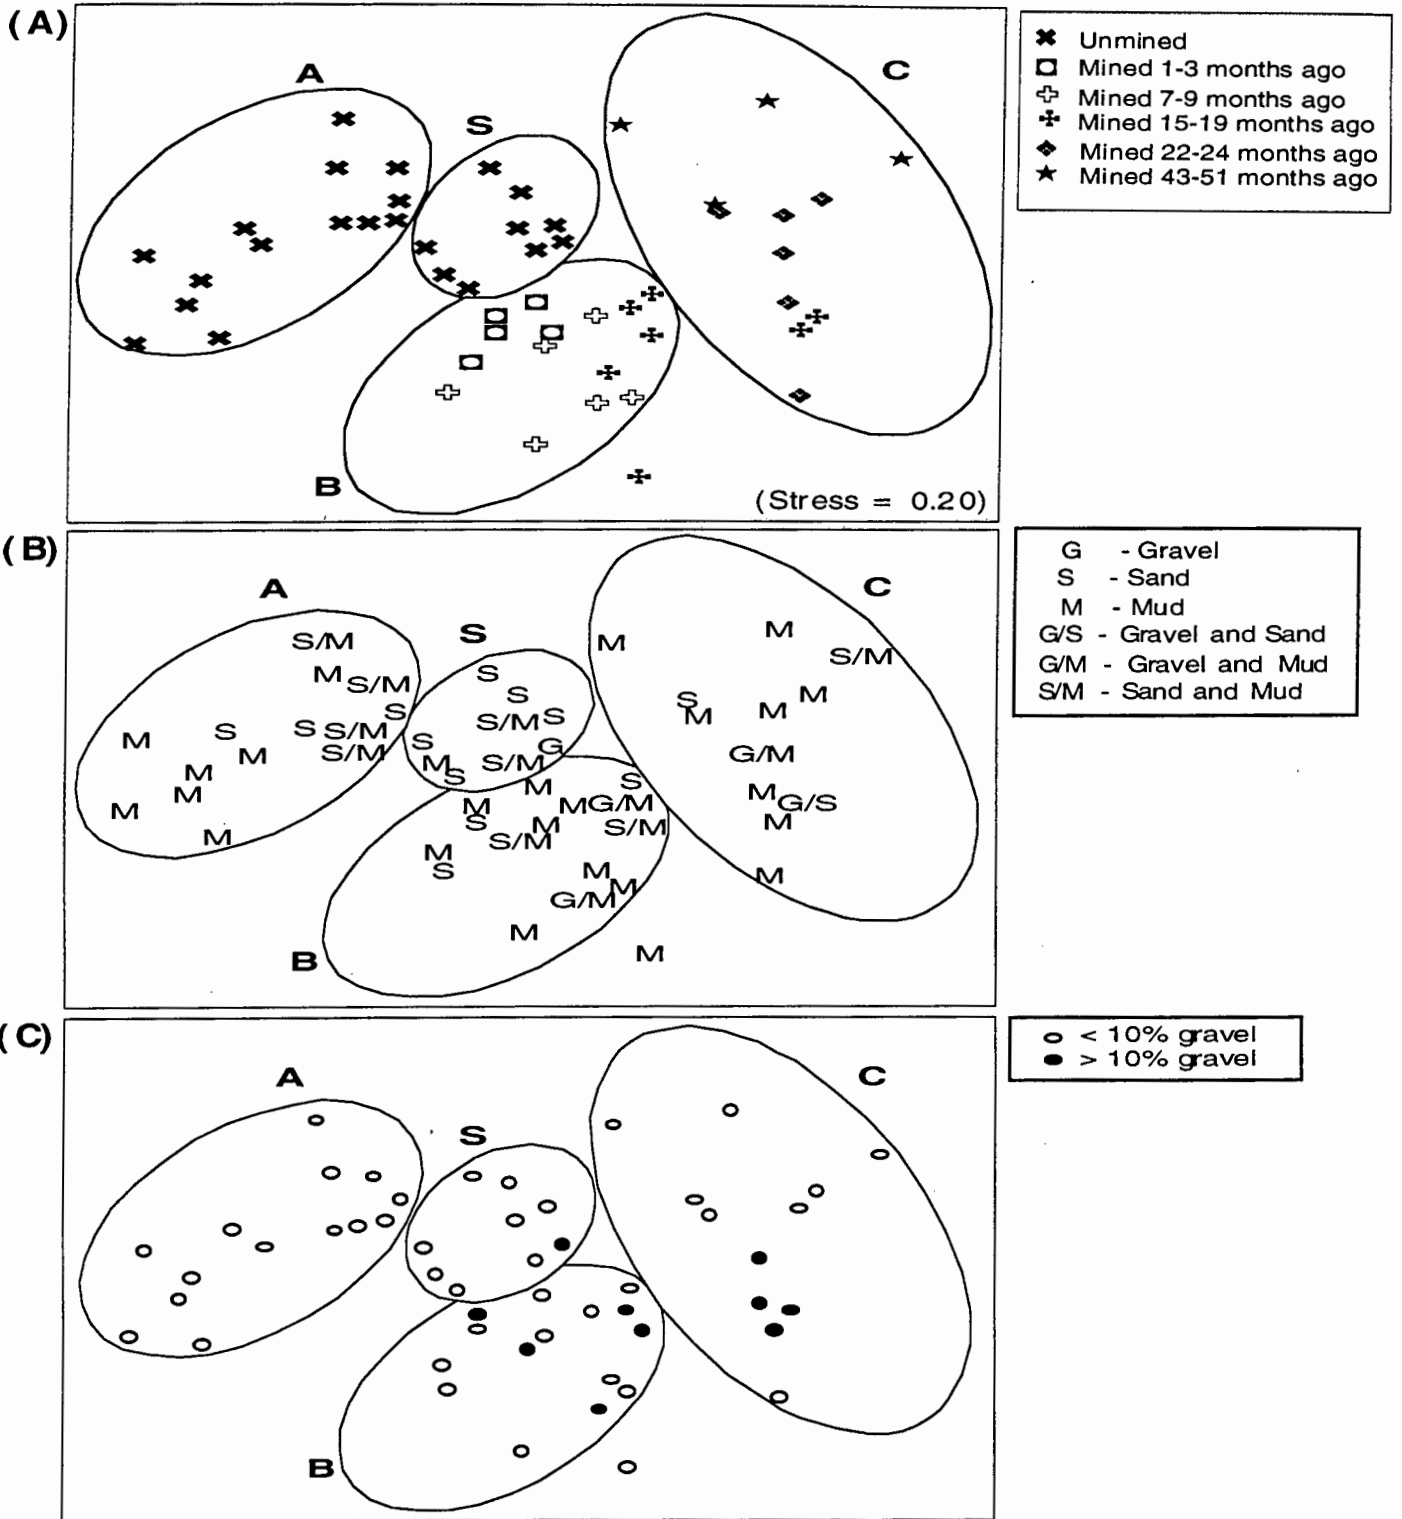 (A)
A
S
C
B
(Stress = 0.20)
Unmined
Mined 1-3 months ago
Mined 7-9 months ago
Mined 15-19 months ago
Mined 22-24 months ago
Mined 43-51 months ago
(B)
A
S
C
B
S/M
M S/M
S
S S/M
S/M
M S
M
M
M
M
M
S
S
S/M S
S
G
M S/M
S
M
M M G/M S
S M S/M
S/M
M
S
M
M
G/M
M
M
M M
S/M
S M
M M
G/M
M G/S
M
M
G - Gravel
S - Sand
M - Mud
G/S - Gravel and Sand
G/M - Gravel and Mud
S/M - Sand and Mud
(C)
A
S
C
B
< 10% gravel
> 10% gravel